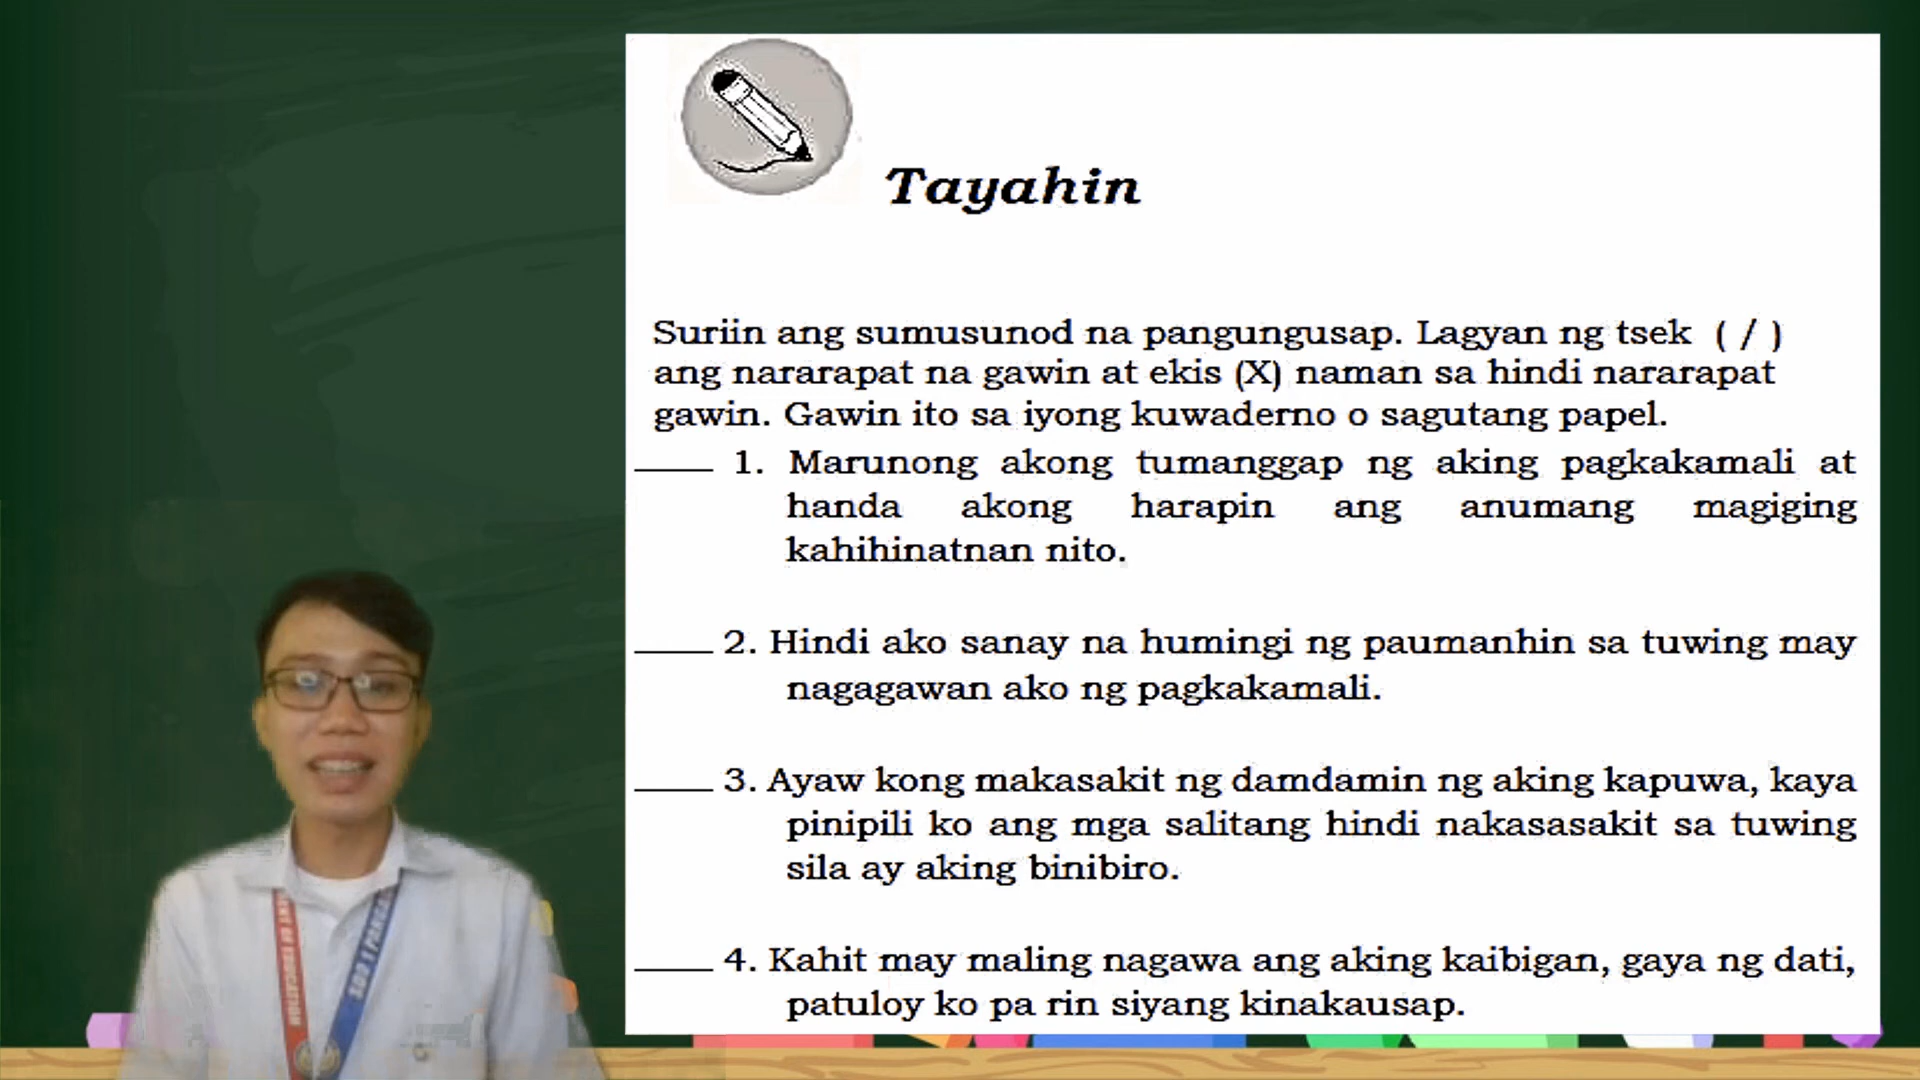 Tayahin
Suriin ang sumusunod na pangungusap. Lagyan ng tsek ( / )
ang nararapat na gawin at ekis (X) naman sa hindi nararapat
gawin. Gawin ito sa iyong kuwaderno o sagutang papel.
____ 1. Marunong akong tumanggap ng aking pagkakamali at
handa akong harapin ang anumang magiging
kahihinatnan nito.
____ 2. Hindi ako sanay na humingi ng paumanhin sa tuwing may
nagagawan ako ng pagkakamali.
____ 3. Ayaw kong makasakit ng damdamin ng aking kapuwa, kaya
pinipili ko ang mga salitang hindi nakasasakit sa tuwing
sila ay aking binibiro.
____ 4. Kahit may maling nagawa ang aking kaibigan, gaya ng dati,
patuloy ko pa rin siyang kinakausap.